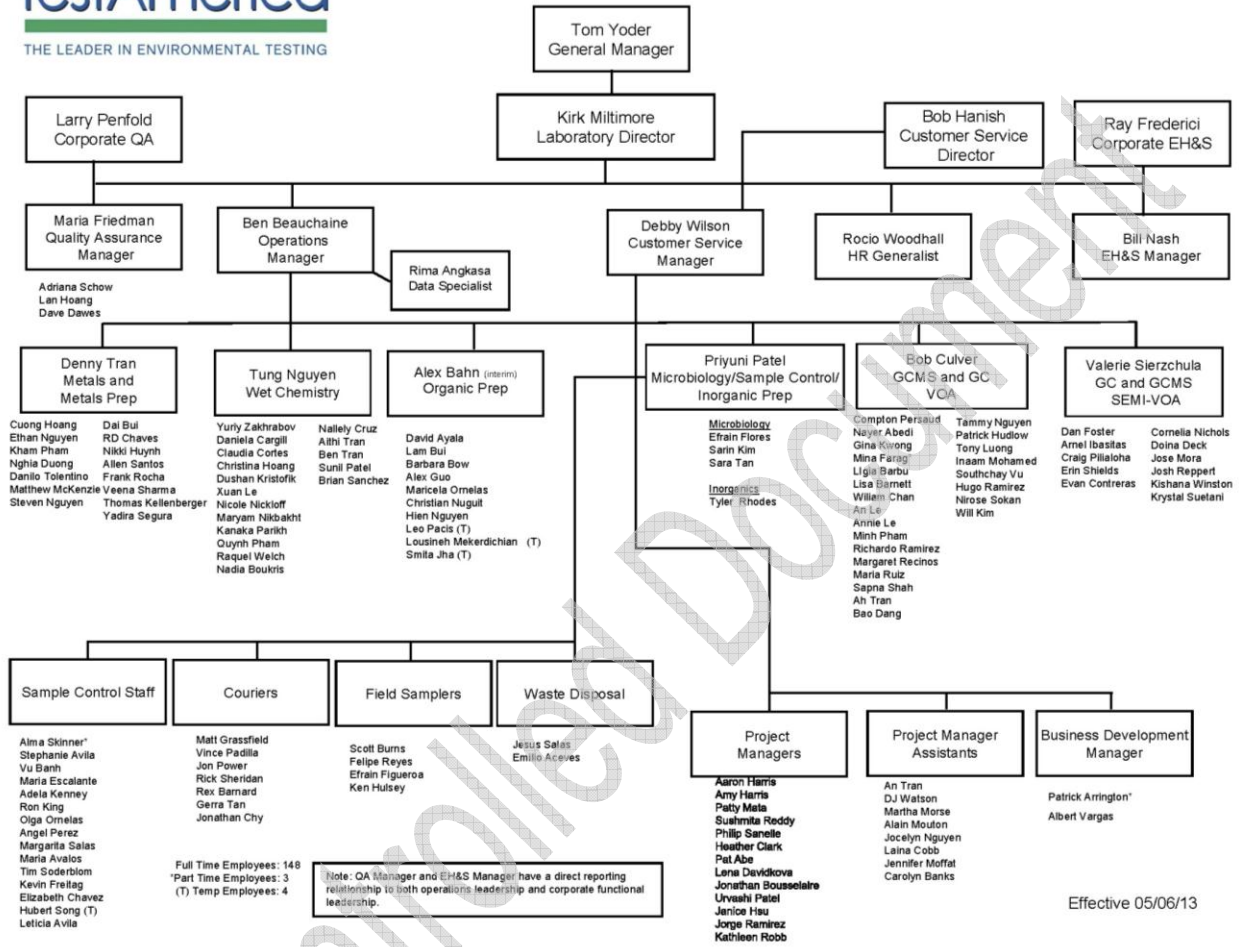 TestAmerica
THE LEADER IN ENVIRONMENTAL TESTING
Tom Yoder
General Manager
Larry Penfold
Corporate QA
Kirk Miltimore
Laboratory Director
Bob Hanish
Customer Service
Director
Ray Frederici
Corporate EH&S
Maria Friedman
Quality Assurance
Manager
Adriana Schow
Lan Hoang
Dave Dawes
Ben Beauchaine
Operations
Manager
Rima Angkasa
Data Specialist
Debby Wilson
Customer Service
Manager
Rocio Woodhall
HR Generalist
Bill Nash
EH&S Manager
Denny Tran
Metals and
Metals Prep
Cuong Hoang
Ethan Nguyen
Kham Pham
Nghia Duong
Danilo Tolentino
Matthew McKenzie
Steven Nguyen
Dai Bui
RD Chaves
Nikki Huynh
Allen Santos
Frank Rocha
Veena Sharma
Thomas Kellenberger
Yadira Segura
Tung Nguyen
Wet Chemistry
Yuriy Zakhrabov
Daniela Cargill
Claudia Cortes
Christina Hoang
Dushan Kristofik
Xuan Le
Nicole Nickloff
Maryam Nikbakht
Kanaka Parikh
Quynh Pham
Raquel Welch
Nadia Boukris
Nallely Cruz
Aithi Tran
Ben Tran
Sunil Patel
Brian Sanchez
Alex Bahn (interim)
Organic Prep
David Ayala
Lam Bui
Barbara Bow
Alex Guo
Maricela Ornelas
Christian Nuguit
Hien Nguyen
Leo Pacis (T)
Lousineh Mekerdichian (T)
Smita Jha (T)
Priyuni Patel
Microbiology/Sample Control/
Inorganic Prep
Microbiology
Efrain Flores
Sarin Kim
Sara Tan
Inorganics
Tyler Rhodes
Bob Culver
GCMS and GC
VOA
Compton Persaud
Nayer Abedi
Gina Kwong
Mina Farag*
Ligia Barbu
Lisa Barnett
Wiliam Chan
An Le
Annie Le
Minh Pham
Richardo Ramirez
Margaret Recinos
Maria Ruiz
Sapna Shah
Ah Tran
Bao Dang
Tammy Nguyen
Patrick Hudlow
Tony Luong
Inaam Mohamed
Southchay Vu
Hugo Ramirez
Nirose Sokan
Will Kim
Valerie Sierzchula
GC and GCMS
SEMI-VOA
Dan Foster
Arnel Ibasitas
Craig Pilialoha
Erin Shields
Evan Contreras
Cornelia Nichols
Doina Deck
Jose Mora
Josh Reppert
Kishana Winston
Krystal Suetani
Sample Control Staff
Alma Skinner*
Stephanie Avila
Vu Banh
Maria Escalante
Adela Kenney
Ron King
Olga Ornelas
Angel Perez
Margarita Salas
Maria Avalos
Tim Soderblom
Kevin Freitag
Elizabeth Chavez
Hubert Song (T)
Leticia Avila
Couriers
Matt Grassfield
Vince Padilla
Jon Power
Rick Sheridan
Rex Barnard
Gerra Tan
Jonathan Chy
Field Samplers
Scott Burns
Felipe Reyes
Efrain Figueroa
Ken Hulsey
Waste Disposal
Jesus Salas
Emilio Aceves
Project
Managers
Aaron Harris
Amy Harris
Patty Mata
Sushmita Reddy
Philip Sanelle
Heather Clark
Pat Abe
Lena Davidkova
Jonathan Bousselaire
Urvashi Patel
Janice Hsu
Jorge Ramirez
Kathleen Robb
Project Manager
Assistants
An Tran
DJ Watson
Martha Morse
Alain Mouton
Jocelyn Nguyen
Laina Cobb
Jennifer Moffat
Carolyn Banks
Business Development
Manager
Patrick Arrington*
Albert Vargas
Full Time Employees: 148
*Part Time Employees: 3
(T) Temp Employees: 4
Note: QA Manager and EH&S Manager have a direct reporting
relationship to both operations leadership and corporate functional
leadership.
Effective 05/06/13
trolled Document